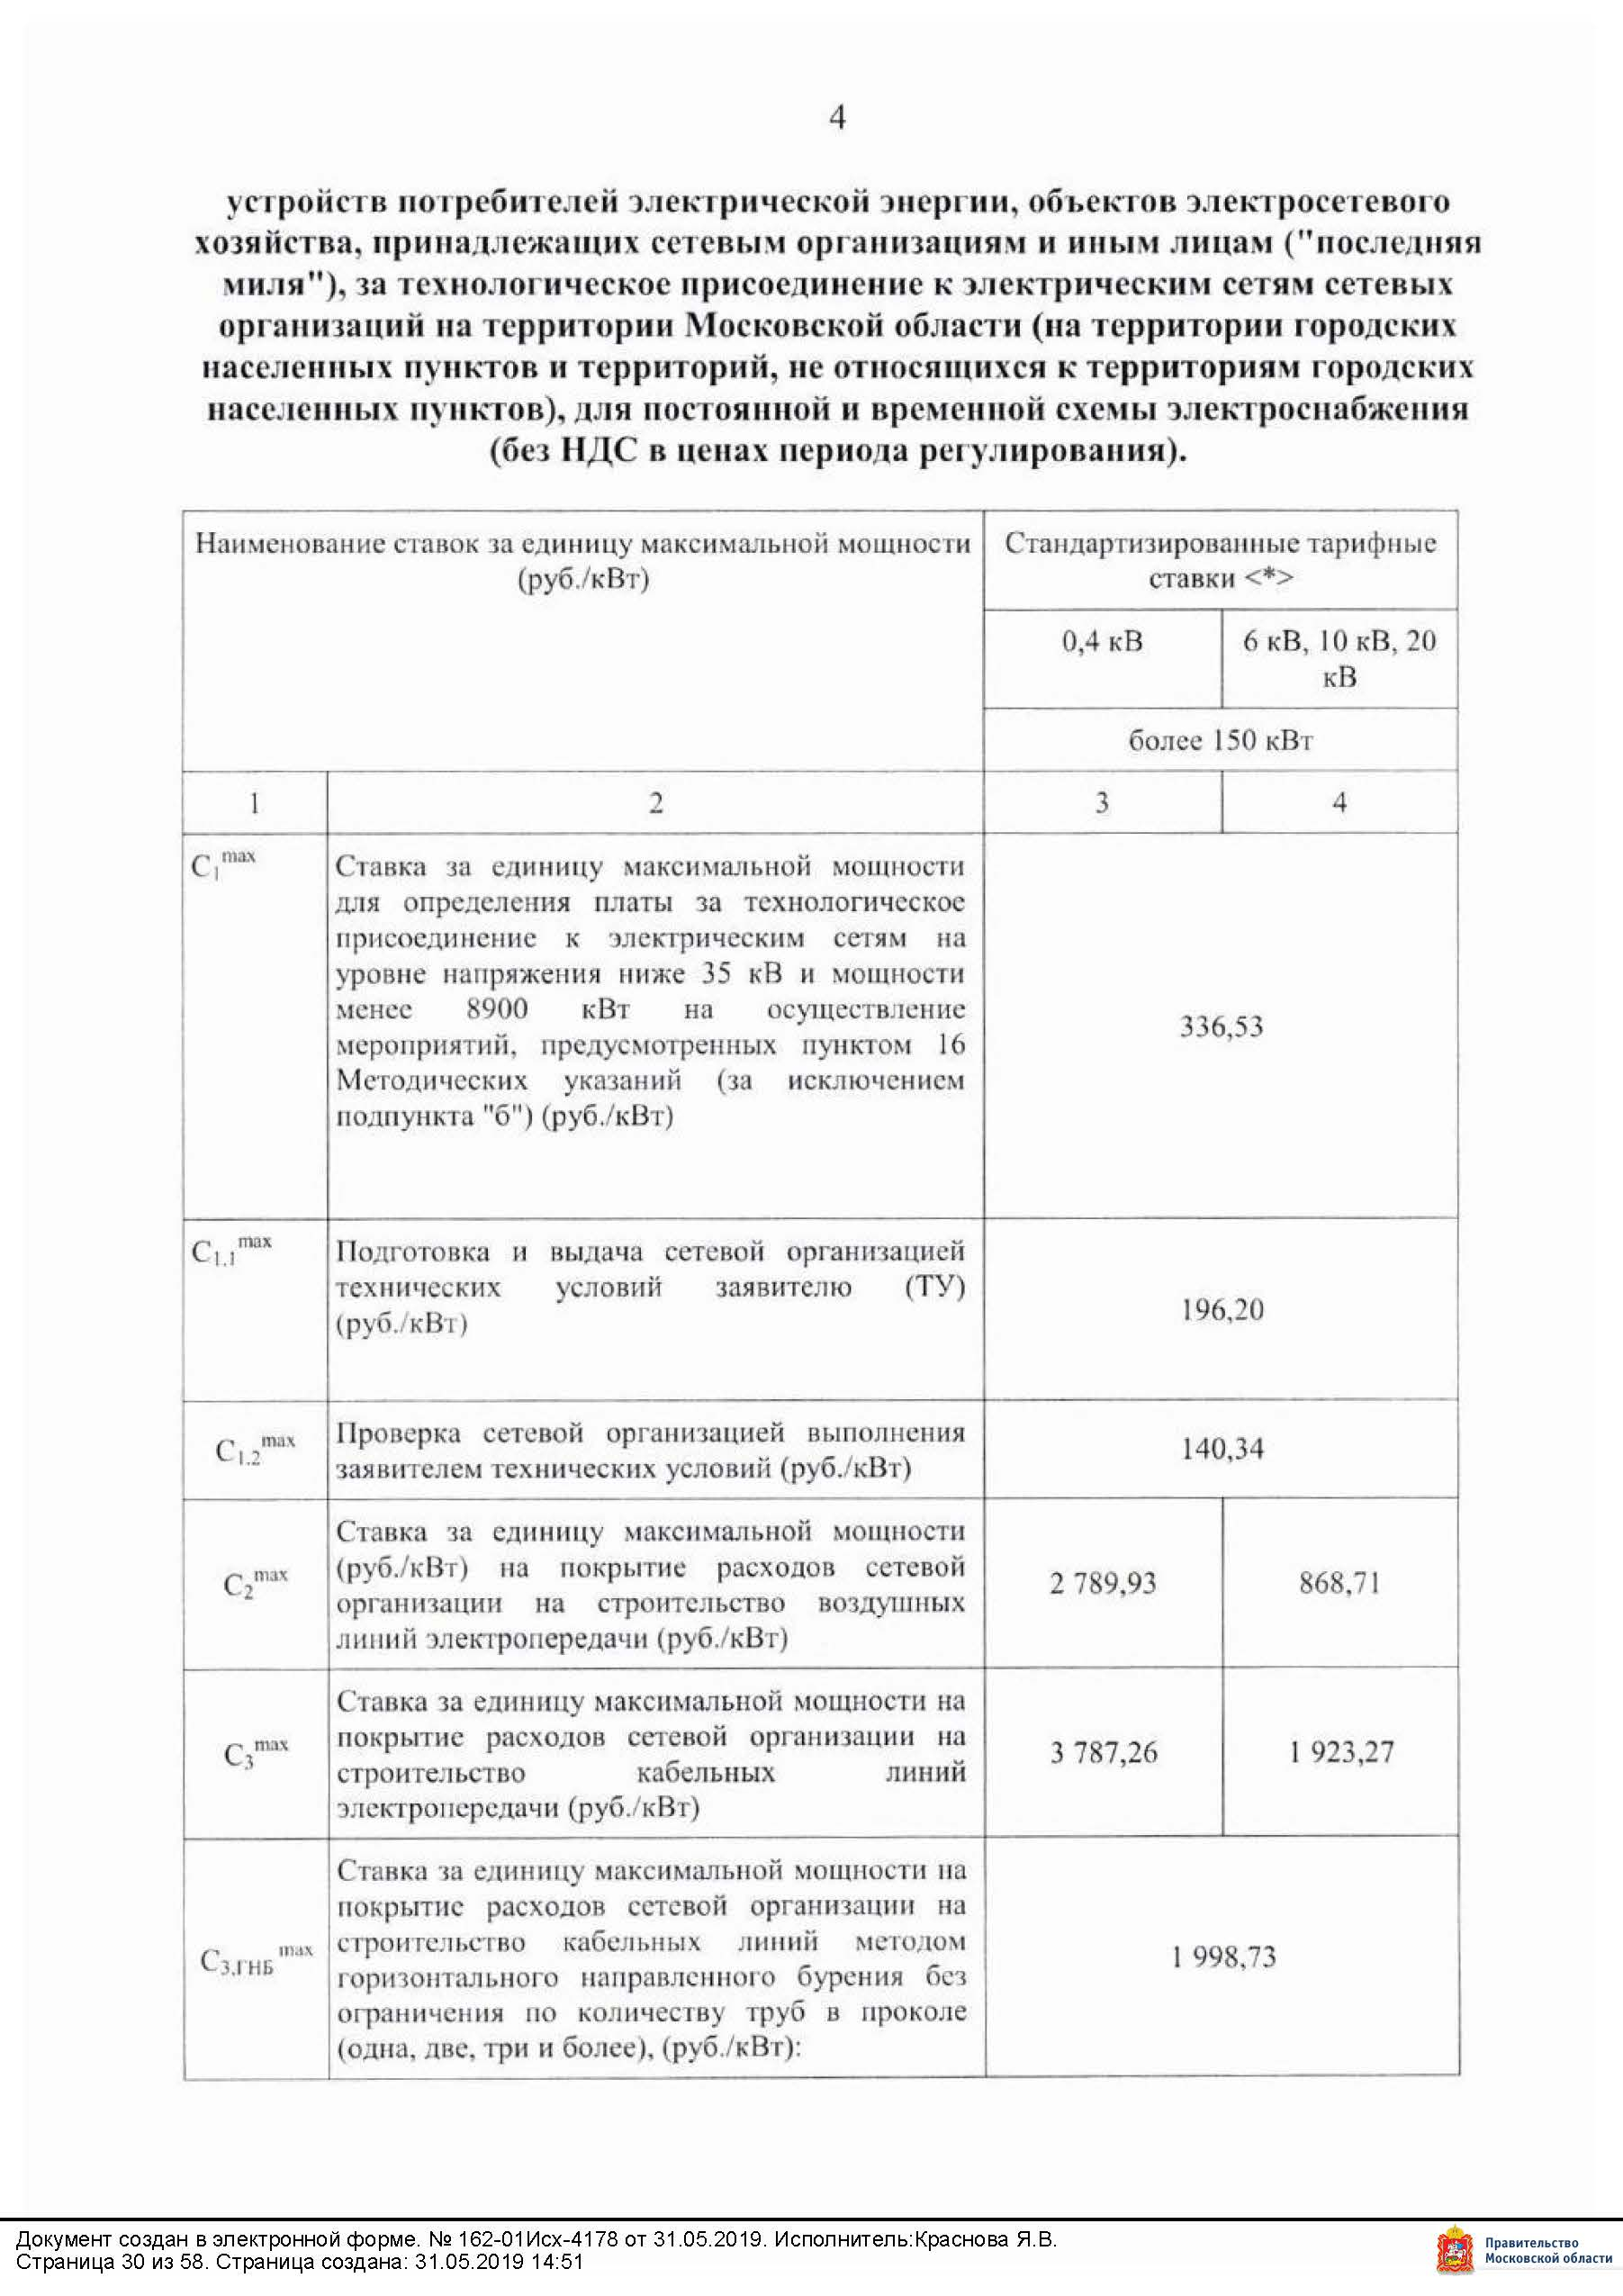 4
устройств потребителей электрической энергии, объектов электросетевого
хозяйства, принадлежащих сетевым организациям и иным лицам ("последняя
миля"), за технологическое присоединение к электрическим сетям сетевых
организаций на территории Московской области (на территории городских
населенных пунктов и территорий, не относящихся к территориям городских
населенных пунктов), для постоянной и временной схемы электроснабжения
(без НДС в ценах периода регулирования).
Наименование ставок за единицу максимальной мощности
(руб./кВт)
Стандартизированные тарифные
ставки <*>
0,4 кВ
6 кВ, 10 кВ, 20
кВ
более 150 кВт
1 2 3 4
C1 max
Ставка за единицу максимальной мощности
для определения платы за технологическое
присоединение к электрическим сетям на
уровне напряжения ниже 35 кВ и мощности
менее 8900 кВт на осуществление
мероприятий, предусмотренных пунктом 16
Методических указаний (за исключением
подпункта "б") (руб./кВт)
336,53
C1.1 max
Подготовка и выдача сетевой организацией
технических условий заявителю (ТУ)
(руб./кВт)
196,20
C1.2 max
Проверка сетевой организацией выполнения
заявителем технических условий (руб./кВт)
140,34
C2 max
Ставка за единицу максимальной мощности
(руб./кВт) на покрытие расходов сетевой
организации на строительство воздушных
линий электропередачи (руб./кВт)
2 789,93
868,71
C3 max
Ставка за единицу максимальной мощности на
покрытие расходов сетевой организации на
строительство кабельных линий
электропередачи (руб./кВт)
3 787,26
1 923,27
C3.ГНБ max
Ставка за единицу максимальной мощности на
покрытие расходов сетевой организации на
строительство кабельных линий методом
горизонтального направленного бурения без
ограничения по количеству труб в проколе
(одна, две, три и более), (руб./кВт):
1 998,73
Документ создан в электронной форме. № 162-01Исх-4178 от 31.05.2019. Исполнитель:Краснова Я.В.
Страница 30 из 58. Страница создана: 31.05.2019 14:51
Правительство
Московской области